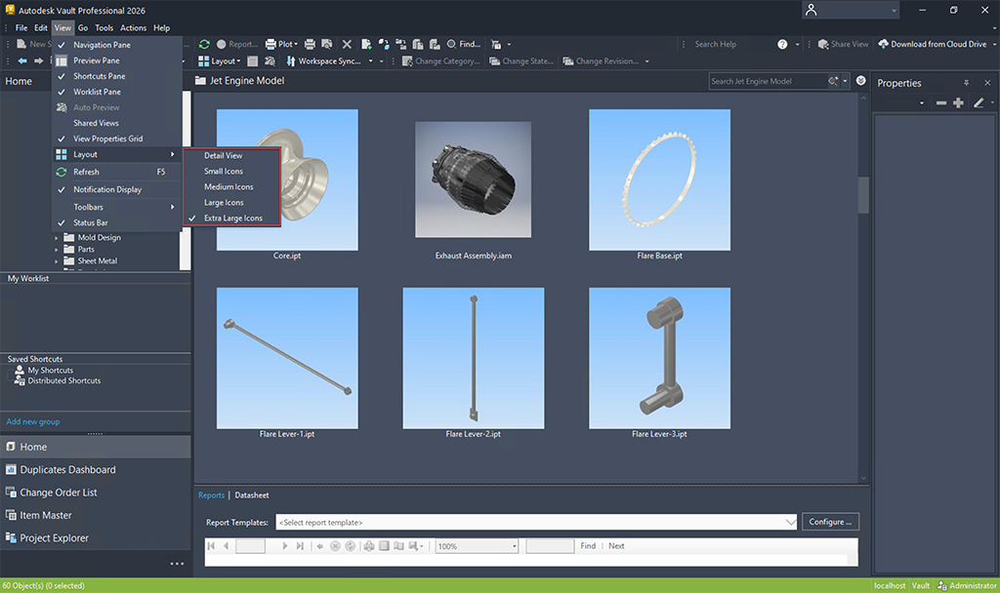 Autodesk Vault Professional 2026
File Edit View Go Tools Actions Help
New S Report... Plot Find... Search Help Share View Download from Cloud Drive
Layout Workspace Sync... Change Category... Change State... Change Revision...
Navigation Pane
Preview Pane
Shortcuts Pane
Worklist Pane
Auto Preview
Shared Views
View Properties Grid
Layout
Refresh F5
Notification Display
Toolbars
Status Bar
Detail View
Small Icons
Medium Icons
Large Icons
Extra Large Icons
Home
Mold Design
Parts
Sheet Metal
My Worklist
Saved Shortcuts
My Shortcuts
Distributed Shortcuts
Add new group
Home
Duplicates Dashboard
Change Order List
Item Master
Project Explorer
Jet Engine Model
Search Jet Engine Model
Core.ipt
Exhaust Assembly.iam
Flare Base.ipt
Flare Lever-1.ipt
Flare Lever-2.ipt
Flare Lever-3.ipt
Reports | Datasheet
Report Templates: <Select report template> Configure ...
100% Find | Next
Properties
60 Object(s) (0 selected)
localhost Vault Administrator